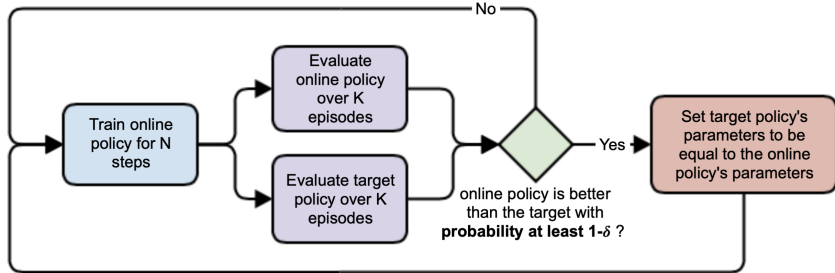 No
Train online
policy for N
steps
Evaluate
online policy
over K
episodes
Evaluate target
policy over K
episodes
online policy is better
than the target with
probability at least 1-δ ?
Yes
Set target policy's
parameters to be
equal to the online
policy's parameters